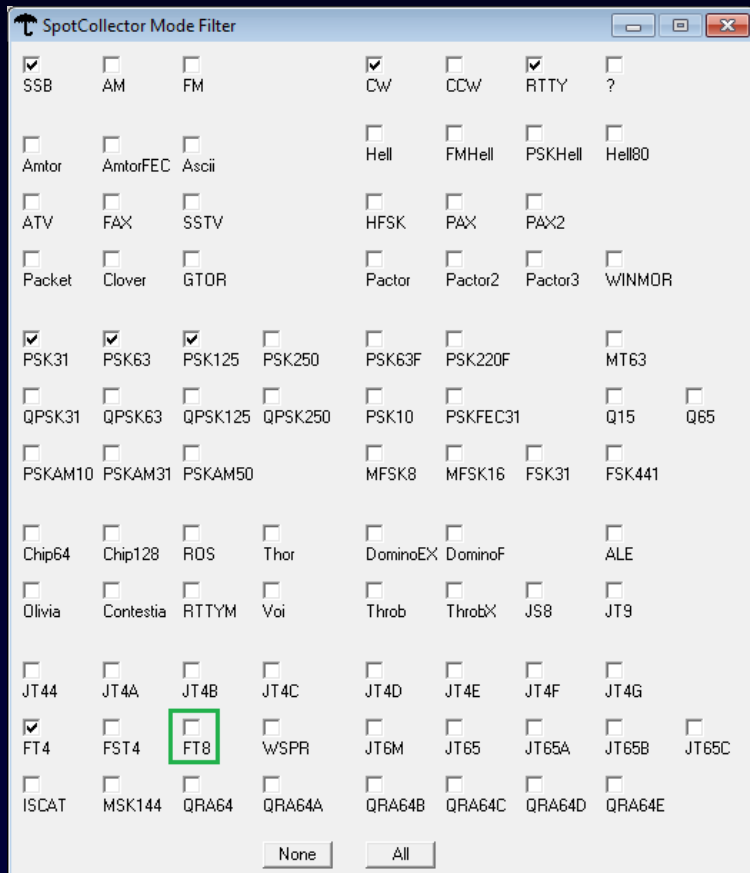 SpotCollector Mode Filter
SSB AM FM CW CCW RTTY ?
Amtor AmtorFEC Ascii Hell FMHell PSKHell Hell80
ATV FAX SSTV HFSK PAX PAX2
Packet Clover GTOR Pactor Pactor2 Pactor3 WINMOR
PSK31 PSK63 PSK125 PSK250 PSK63F PSK220F MT63
QPSK31 QPSK63 QPSK125 QPSK250 PSK10 PSKFEC31 Q15 Q65
PSKAM10 PSKAM31 PSKAM50 MFSK8 MFSK16 FSK31 FSK441
Chip64 Chip128 ROS Thor DominoEX DominoF ALE
Olivia Contestia RTTYM Voi Throb ThrobX JS8 JT9
JT44 JT4A JT4B JT4C JT4D JT4E JT4F JT4G
FT4 FST4 FT8 WSPR JT6M JT65 JT65A JT65B JT65C
ISCAT MSK144 QRA64 QRA64A QRA64B QRA64C QRA64D QRA64E
None All